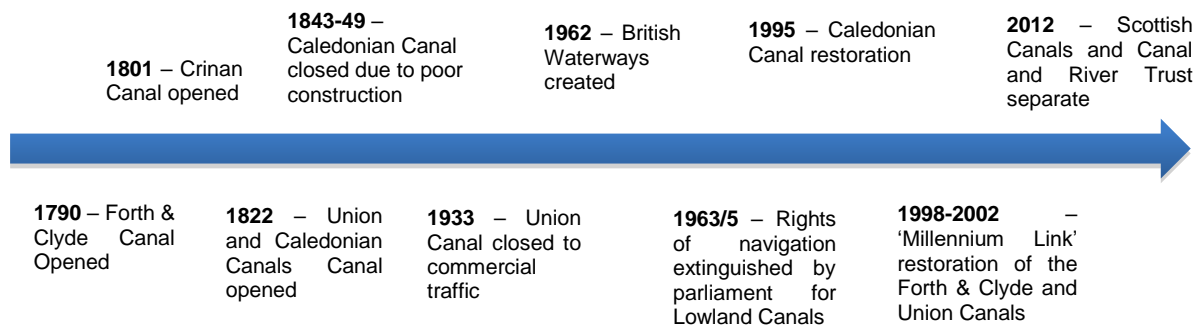 1843-49 –
Caledonian Canal
closed due to poor
construction
1801 – Crinan
Canal opened
1962 – British
Waterways
created
1995 – Caledonian
Canal restoration
2012 – Scottish
Canals and Canal
and River Trust
separate
1790 – Forth &
Clyde Canal
Opened
1822 – Union
and Caledonian
Canals Canal
opened
1933 – Union
Canal closed to
commercial
traffic
1963/5 – Rights
of navigation
extinguished by
parliament for
Lowland Canals
1998-2002 –
‘Millennium Link’
restoration of the
Forth & Clyde and
Union Canals